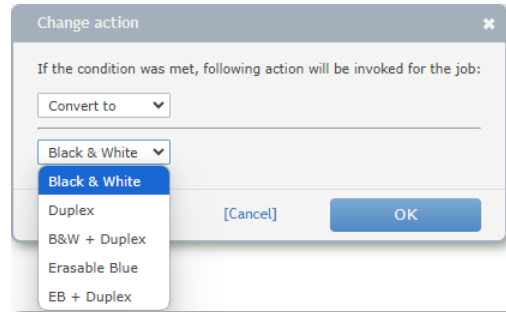 Change action
If the condition was met, following action will be invoked for the job:
Convert to
Black & White
Black & White
Duplex
B&W + Duplex
Erasable Blue
EB + Duplex
[Cancel]
OK